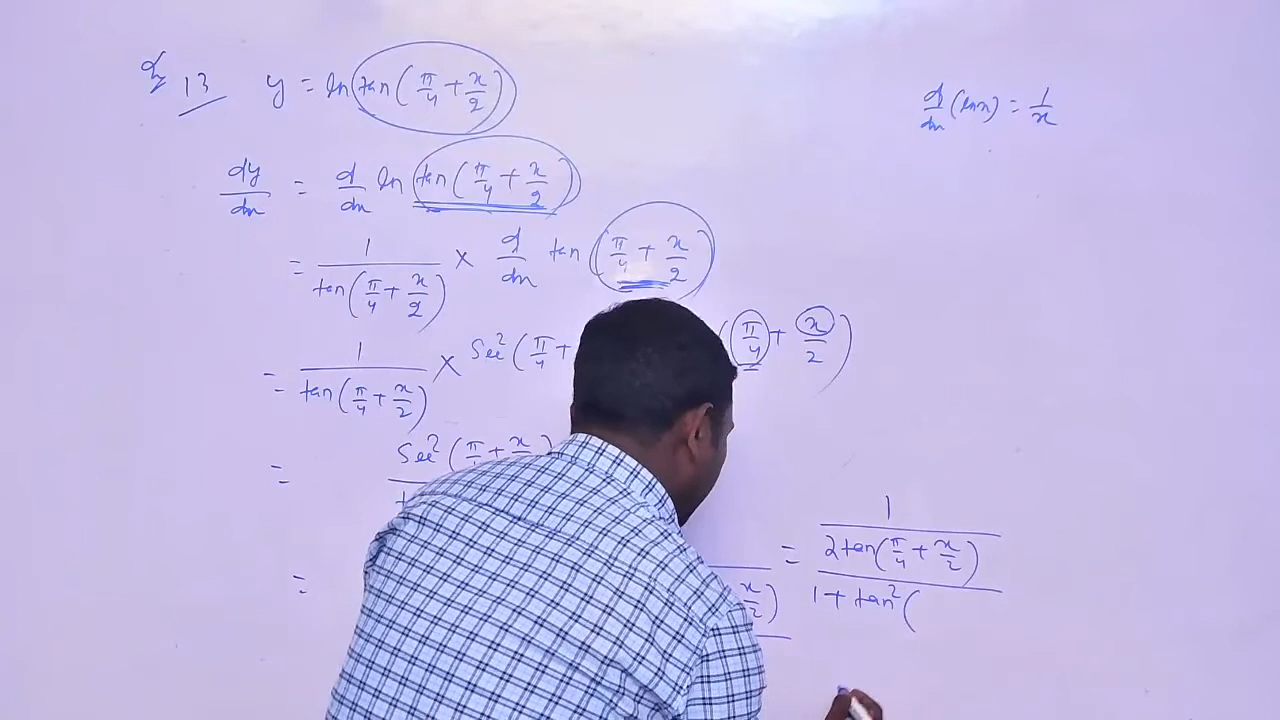 Q 13 y = ln tan(π/4 + x/2)
d/dx (ln x) = 1/x
dy/dx = d/dx ln tan(π/4 + x/2)
= 1/tan(π/4 + x/2) × d/dx tan(π/4 + x/2)
= 1/tan(π/4 + x/2) × Sec²(π/4 + (π/4 + x/2)
= Sec²(π/4 + x/
= x/2) = 1/2tan(π/4 + x/2)/1 + tan²(